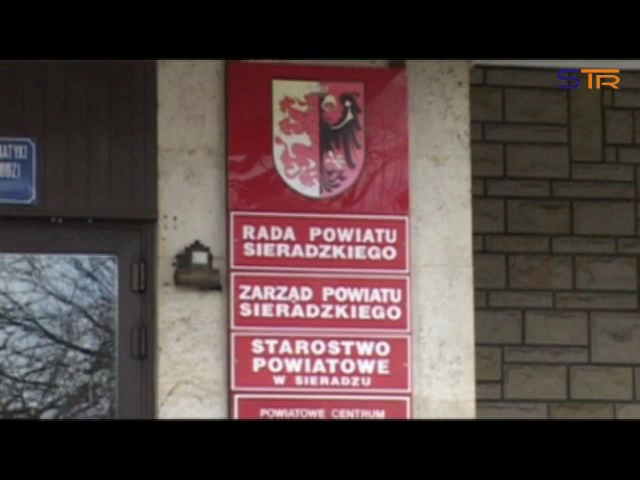 STR
RADA POWIATU
SIERADZKIEGO
ZARZĄD POWIATU
SIERADZKIEGO
STAROSTWO
POWIATOWE
W SIERADZU
POWIATOWE CENTRUM